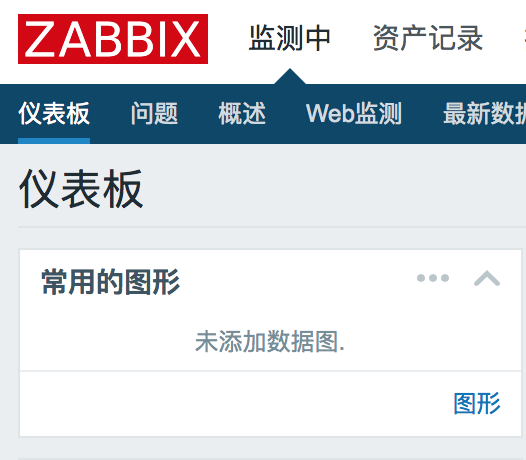 ZABBIX 监测中 资产记录
仪表板 问题 概述 Web监测 最新数据
仪表板
常用的图形
未添加数据图.
图形